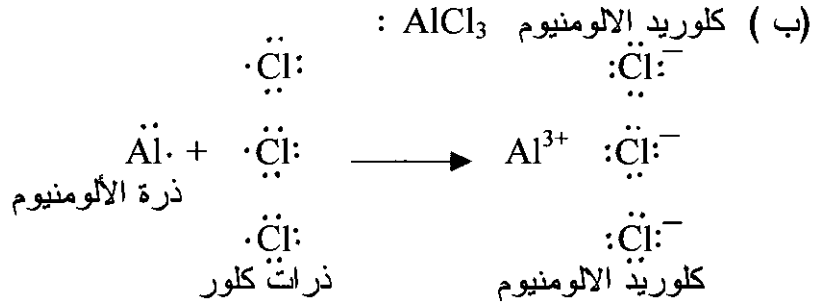 (ب ) كلوريد الالومنيوم AlCl₃ :
·Cl: :Cl:⁻
Al· + ·Cl: ⟶ Al³⁺ :Cl:⁻
ذرة الألومنيوم
·Cl: :Cl:⁻
ذرات كلور كلوريد الالومنيوم